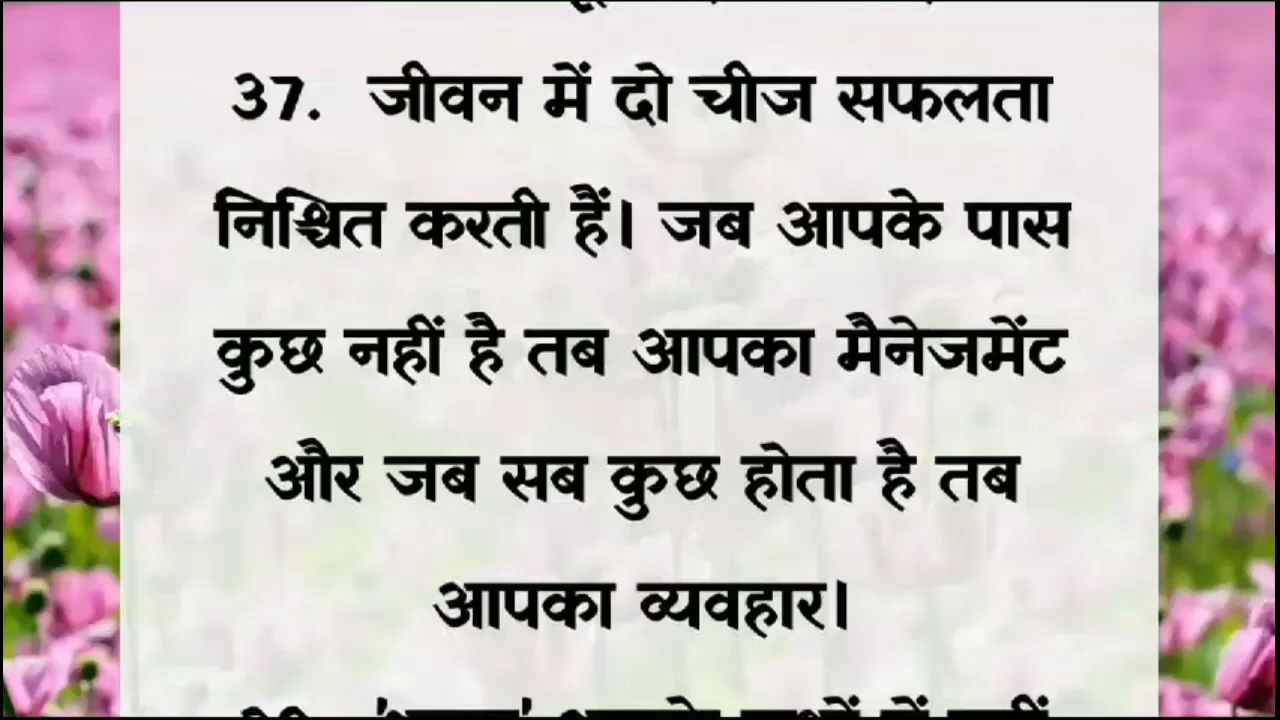 37. जीवन में दो चीज सफलता
निश्चित करती हैं। जब आपके पास
कुछ नहीं है तब आपका मैनेजमेंट
और जब सब कुछ होता है तब
आपका व्यवहार।